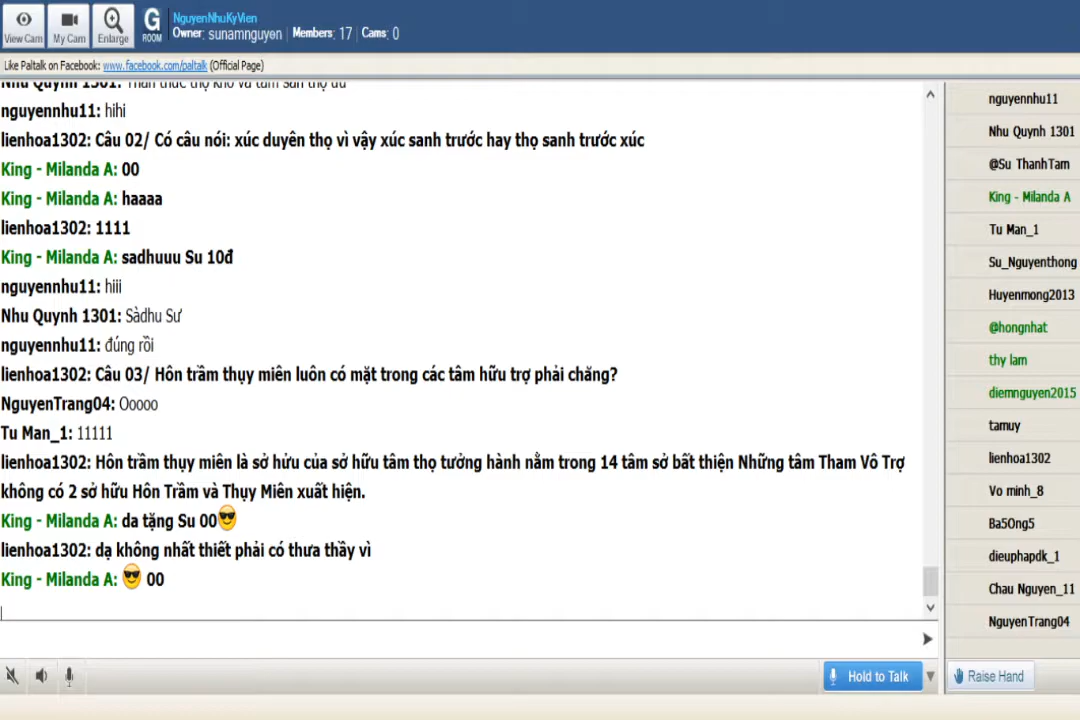 NguyenNhuKyVien
Owner: sunamnguyen Members: 17 Cams: 0
View Cam My Cam Enlarge G ROOM
Like Paltalk on Facebook: www.facebook.com/paltalk (Official Page)
Nhu Quynh 1301:
nguyennhu11: hihi
lienhoa1302: Câu 02/ Có câu nói: xúc duyên thọ vì vậy xúc sanh trước hay thọ sanh trước xúc
King - Milanda A: 00
King - Milanda A: haaaa
lienhoa1302: 1111
King - Milanda A: sadhuuu Su 10đ
nguyennhu11: hiii
Nhu Quynh 1301: Sàdhu Sư
nguyennhu11: đúng rồi
lienhoa1302: Câu 03/ Hôn trầm thụy miên luôn có mặt trong các tâm hữu trợ phải chăng?
NguyenTrang04: Ooooo
Tu Man_1: 11111
lienhoa1302: Hôn trầm thụy miên là sở hửu của sở hữu tâm thọ tưởng hành nằm trong 14 tâm sở bất thiện Những tâm Tham Vô Trợ
không có 2 sở hữu Hôn Trầm và Thụy Miên xuất hiện.
King - Milanda A: da tặng Su 00
lienhoa1302: dạ không nhất thiết phải có thưa thầy vì
King - Milanda A: 00
nguyennhu11
Nhu Quynh 1301
@Su ThanhTam
King - Milanda A
Tu Man_1
Su_Nguyenthong
Huyenmong2013
@hongnhat
thy lam
diemnguyen2015
tamuy
lienhoa1302
Vo minh_8
Ba5Ong5
dieuphapdk_1
Chau Nguyen_11
NguyenTrang04
Hold to Talk
Raise Hand